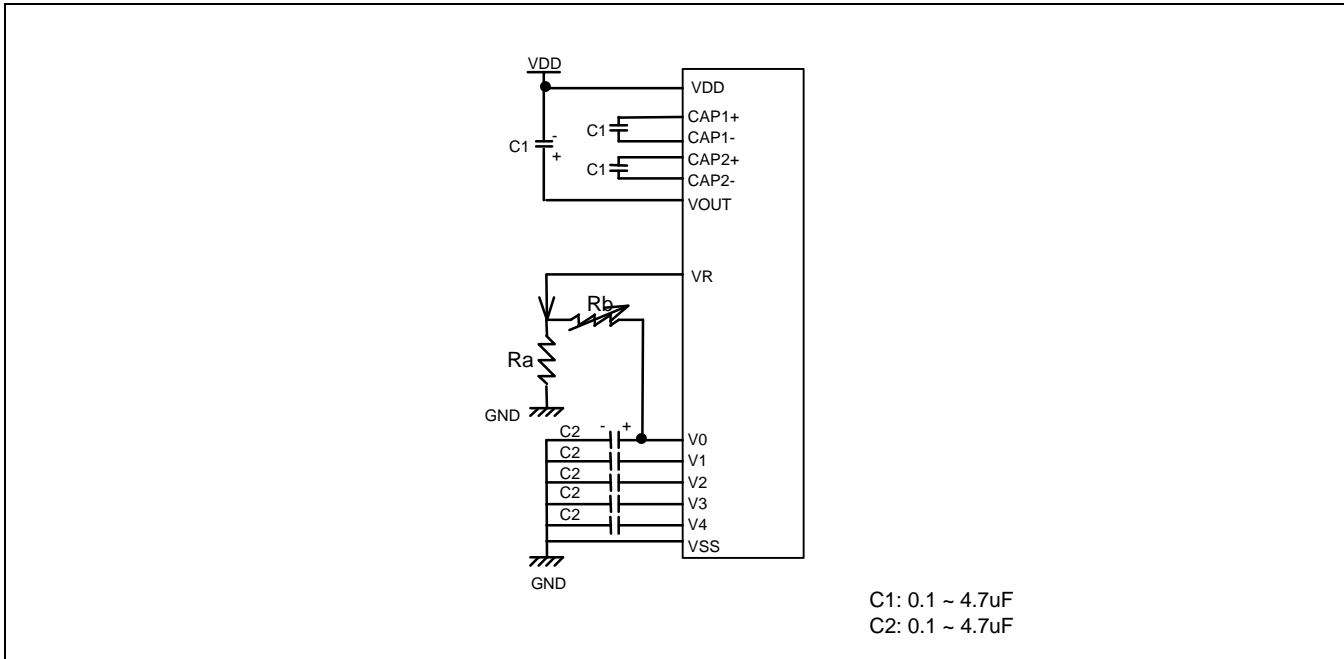 VDD
VDD
CAP1+
C1
CAP1-
-
C1
+
CAP2+
C1
CAP2-
VOUT
VR
Rb
Ra
GND
C2 - + V0
C2 V1
C2 V2
C2 V3
C2 V4
VSS
GND
C1: 0.1 ~ 4.7uF
C2: 0.1 ~ 4.7uF